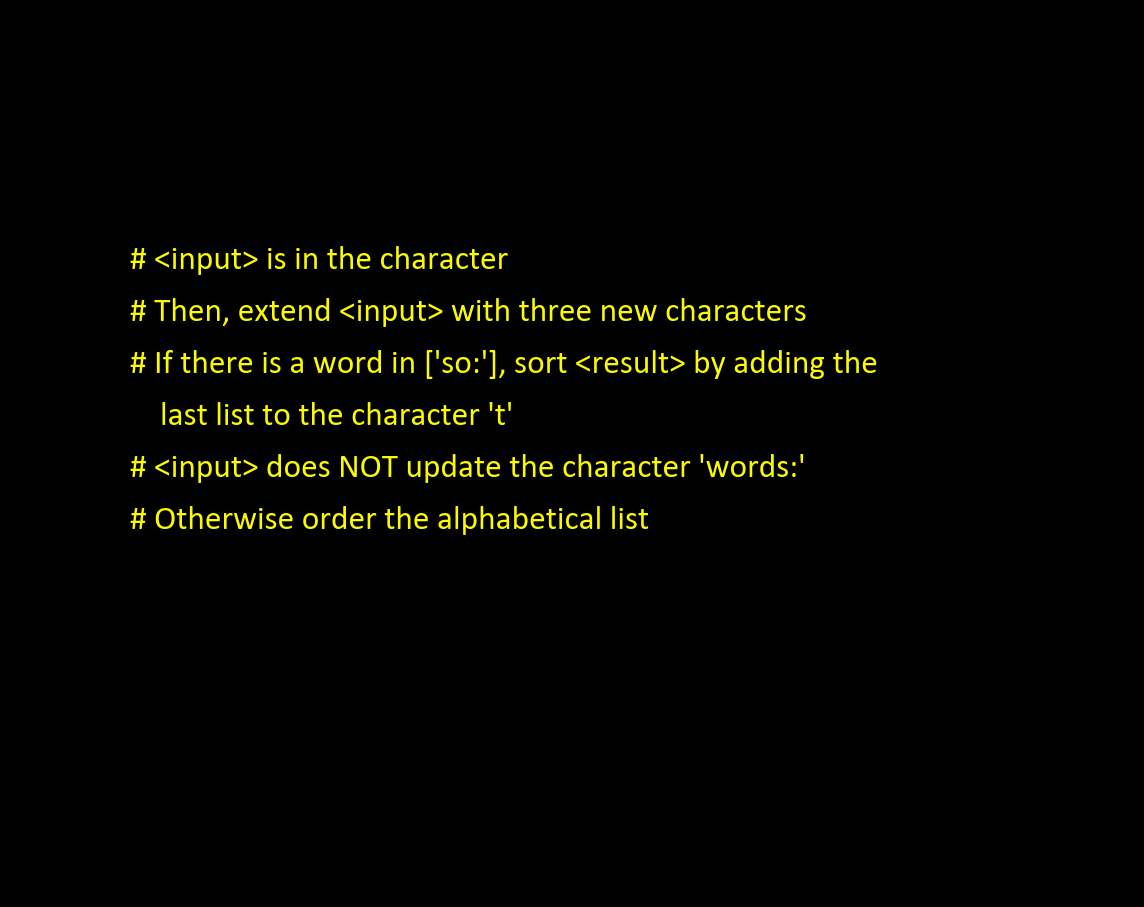 # <input> is in the character
# Then, extend <input> with three new characters
# If there is a word in ['so:'], sort <result> by adding the
last list to the character 't'
# <input> does NOT update the character 'words:'
# Otherwise order the alphabetical list